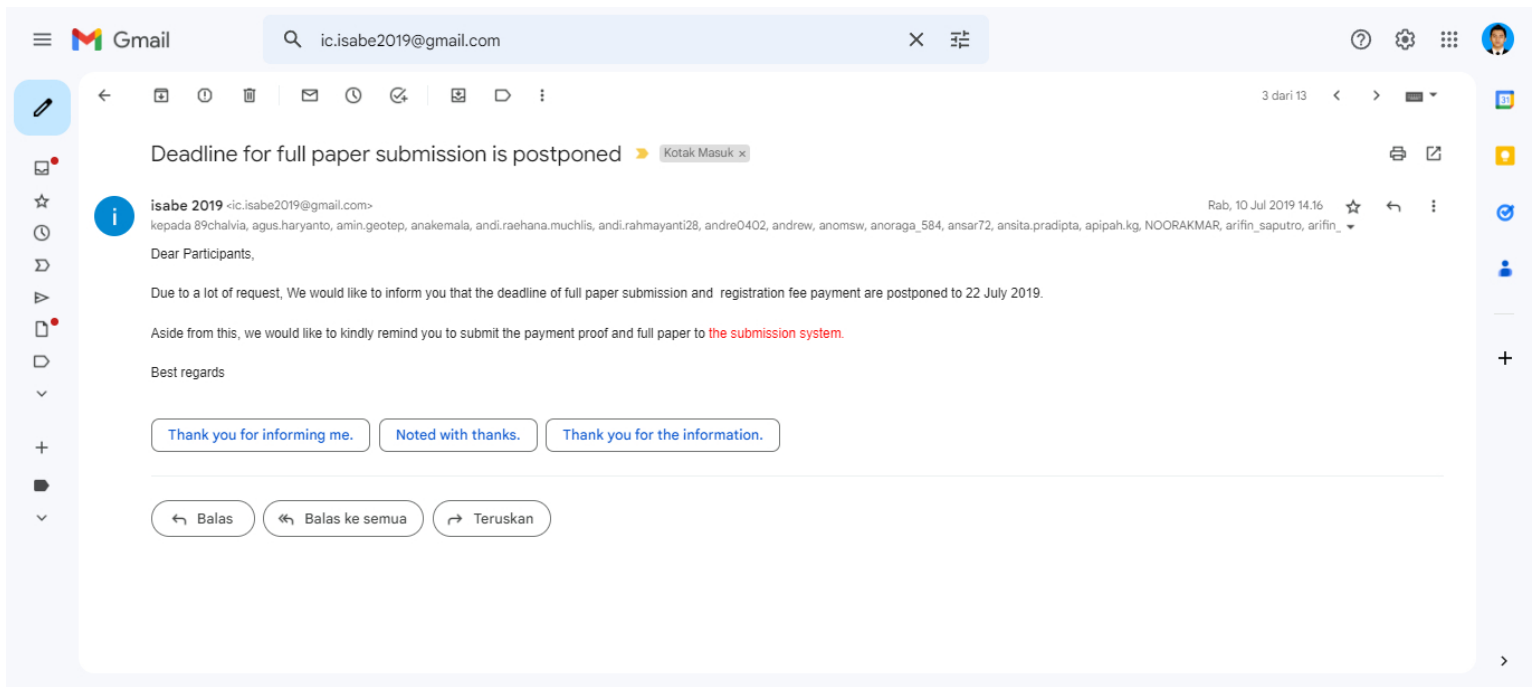 Gmail
ic.isabe2019@gmail.com
3 dari 13
31
Deadline for full paper submission is postponed Kotak Masuk x
i
isabe 2019 <ic.isabe2019@gmail.com> Rab, 10 Jul 2019 14.16
kepada 89chalvia, agus.haryanto, amin.geotep, anakemala, andi.raehana.muchlis, andi.rahmayanti28, andre0402, andrew, anomsw, anoraga_584, ansar72, ansita.pradipta, apipah.kg, NOORAKMAR, arifin_saputro, arifin_
Dear Participants,
Due to a lot of request, We would like to inform you that the deadline of full paper submission and  registration fee payment are postponed to 22 July 2019.
Aside from this, we would like to kindly remind you to submit the payment proof and full paper to the submission system.
Best regards
Thank you for informing me. Noted with thanks. Thank you for the information.
Balas Balas ke semua Teruskan